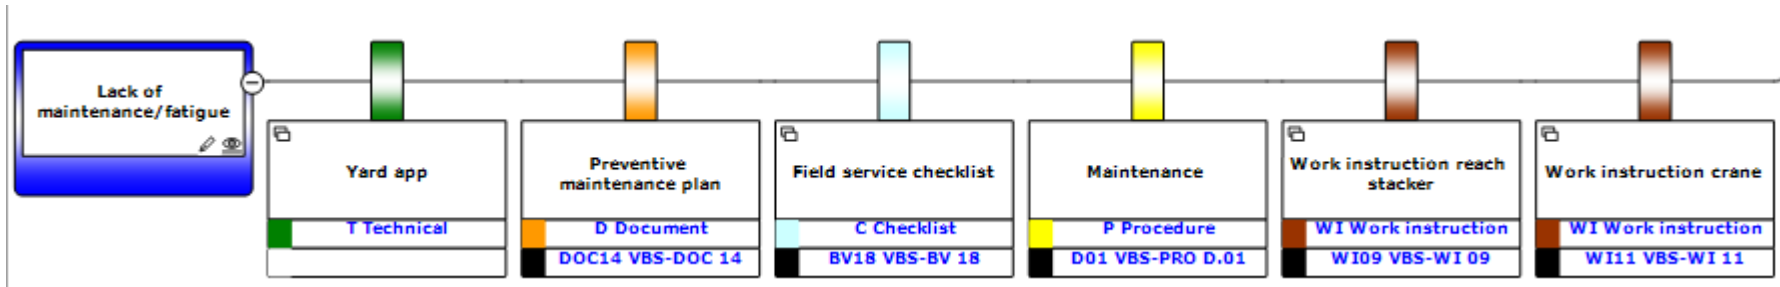 Lack of
maintenance/fatigue
Yard app
T Technical
Preventive
maintenance plan
D Document
DOC14 VBS-DOC 14
Field service checklist
C Checklist
BV18 VBS-BV 18
Maintenance
P Procedure
D01 VBS-PRO D.01
Work instruction reach
stacker
WI Work instruction
WI09 VBS-WI 09
Work instruction crane
WI Work instruction
WI11 VBS-WI 11